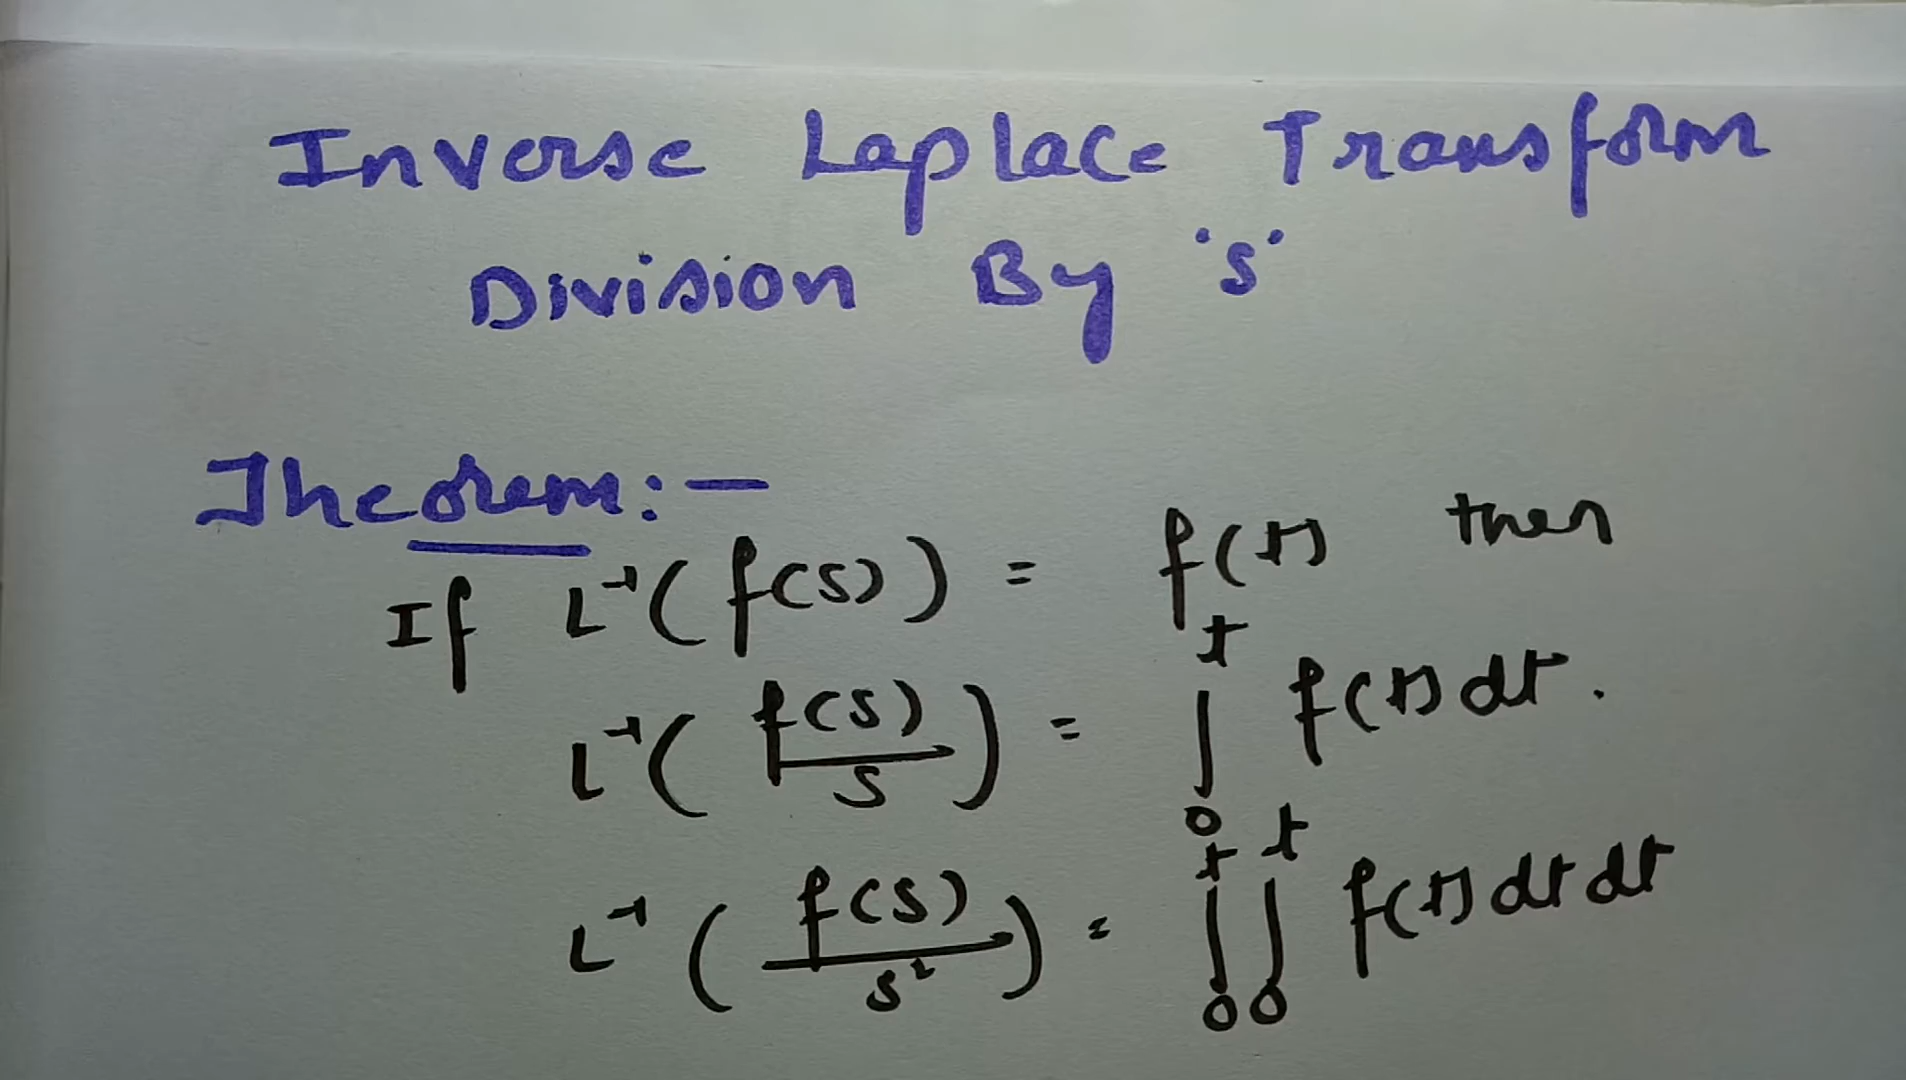 Inverse Laplace Transform
Division By 's'
Theorem:-
If L⁻¹(f(s)) = f(t) then
L⁻¹(f(s)/s) = ∫₀ᵗ f(t) dt.
L⁻¹(f(s)/s²) = ∫₀ᵗ∫₀ᵗ f(t) dt dt